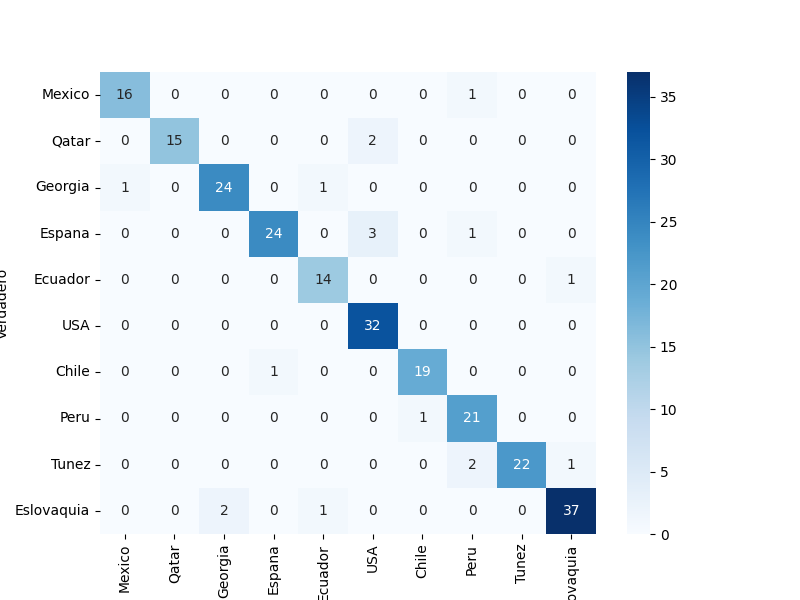 Mexico 16 0 0 0 0 0 0 1 0 0
Qatar 0 15 0 0 0 2 0 0 0 0
Georgia 1 0 24 0 1 0 0 0 0 0
Espana 0 0 0 24 0 3 0 1 0 0
Ecuador 0 0 0 0 14 0 0 0 0 1
USA 0 0 0 0 0 32 0 0 0 0
Chile 0 0 0 1 0 0 19 0 0 0
Peru 0 0 0 0 0 0 1 21 0 0
Tunez 0 0 0 0 0 0 0 2 22 1
Eslovaquia 0 0 2 0 1 0 0 0 0 37
Verdadero
Mexico
Qatar
Georgia
Espana
Ecuador
USA
Chile
Peru
Tunez
ovaquia
35
30
25
20
15
10
5
0